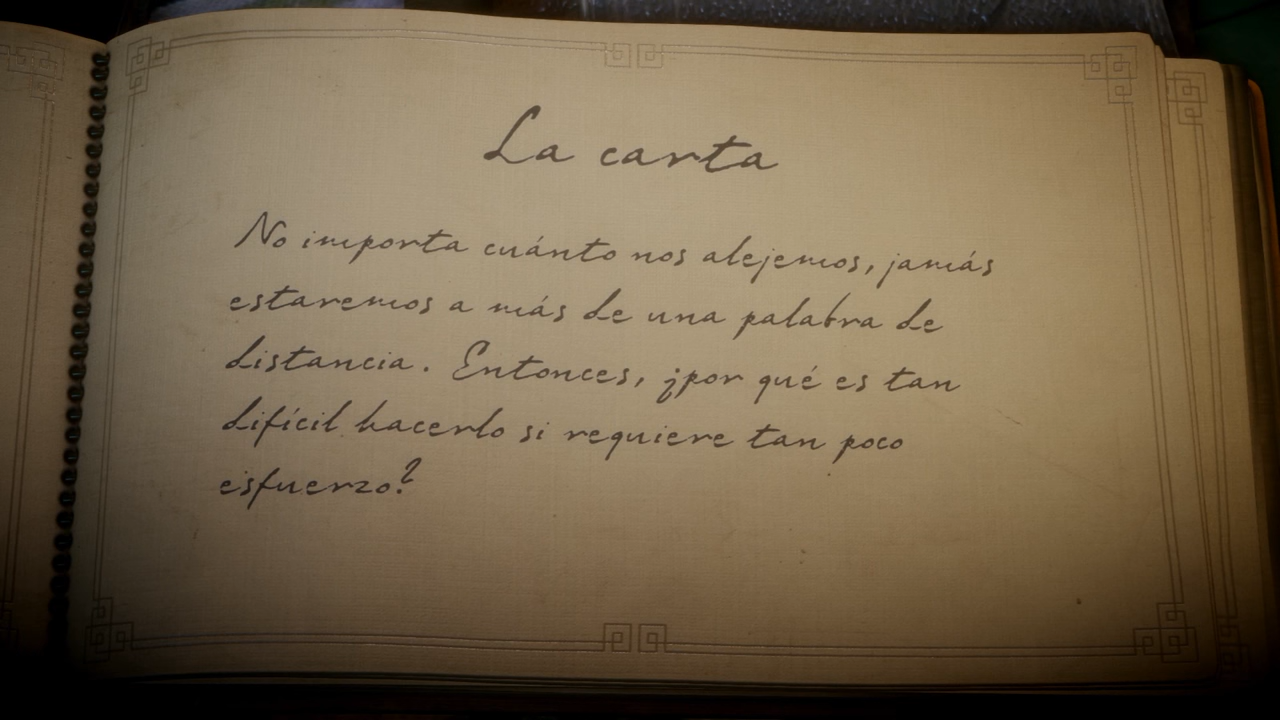 La carta
No importa cuánto nos alejemos, jamás
estaremos a más de una palabra de
distancia. Entonces, ¿por qué es tan
difícil hacerlo si requiere tan poco
esfuerzo?